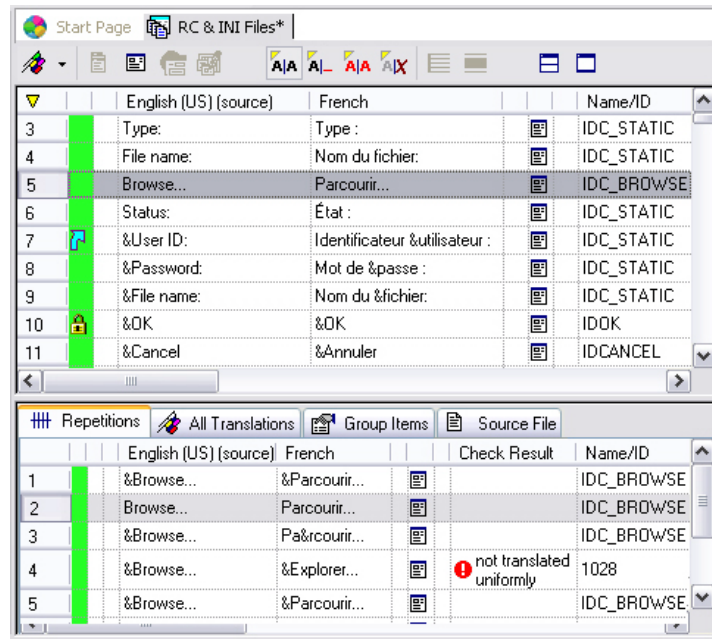 Start Page RC & INI Files*
A|A A|_ A|A A|X
English (US) (source) French Name/ID
3 Type: Type : IDC_STATIC
4 File name: Nom du fichier: IDC_STATIC
5 Browse... Parcourir... IDC_BROWSE
6 Status: État : IDC_STATIC
7 &User ID: Identificateur &utilisateur : IDC_STATIC
8 &Password: Mot de &passe : IDC_STATIC
9 &File name: Nom du &fichier: IDC_STATIC
10 &OK &OK IDOK
11 &Cancel &Annuler IDCANCEL
Repetitions All Translations Group Items Source File
English (US) (source) French Check Result Name/ID
1 &Browse... &Parcourir... IDC_BROWSE
2 Browse... Parcourir... IDC_BROWSE
3 &Browse... Pa&rcourir... IDC_BROWSE
4 &Browse... &Explorer... not translated uniformly 1028
5 &Browse... &Parcourir... IDC_BROWSE